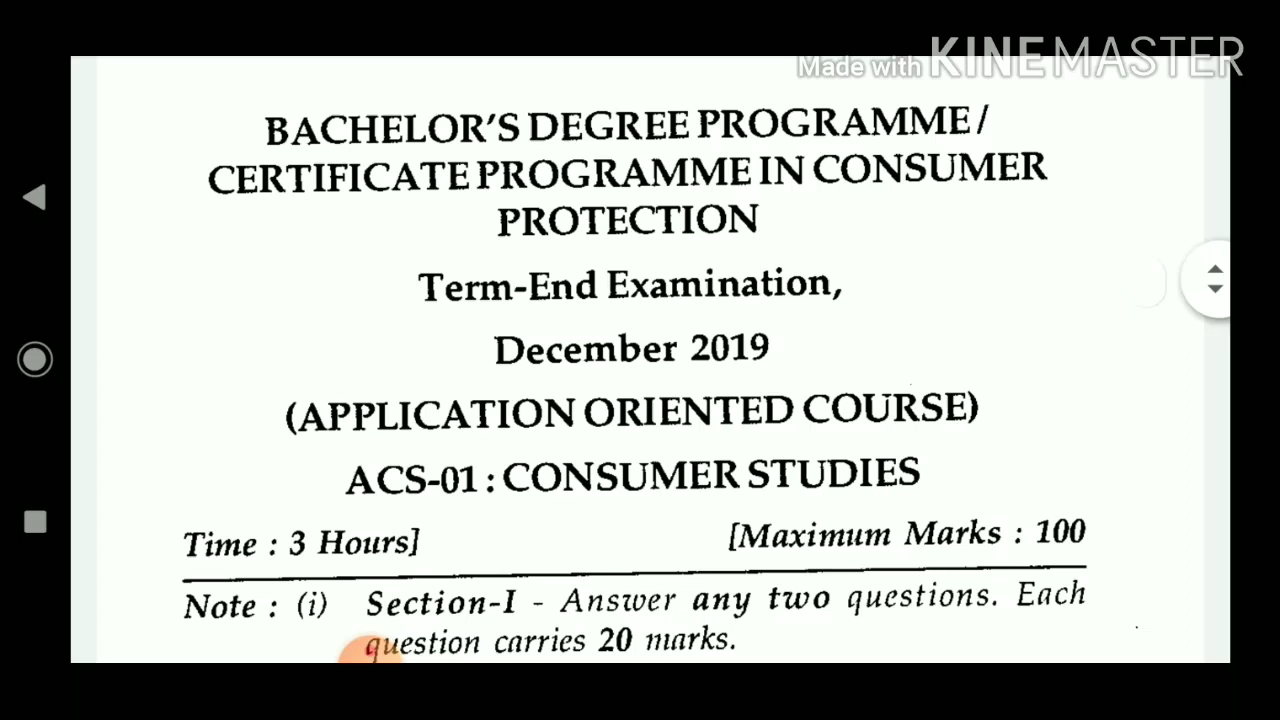 Made with KINEMASTER
BACHELOR'S DEGREE PROGRAMME /
CERTIFICATE PROGRAMME IN CONSUMER
PROTECTION
Term-End Examination,
December 2019
(APPLICATION ORIENTED COURSE)
ACS-01 : CONSUMER STUDIES
Time : 3 Hours] [Maximum Marks : 100
Note : (i) Section-I - Answer any two questions. Each
question carries 20 marks.